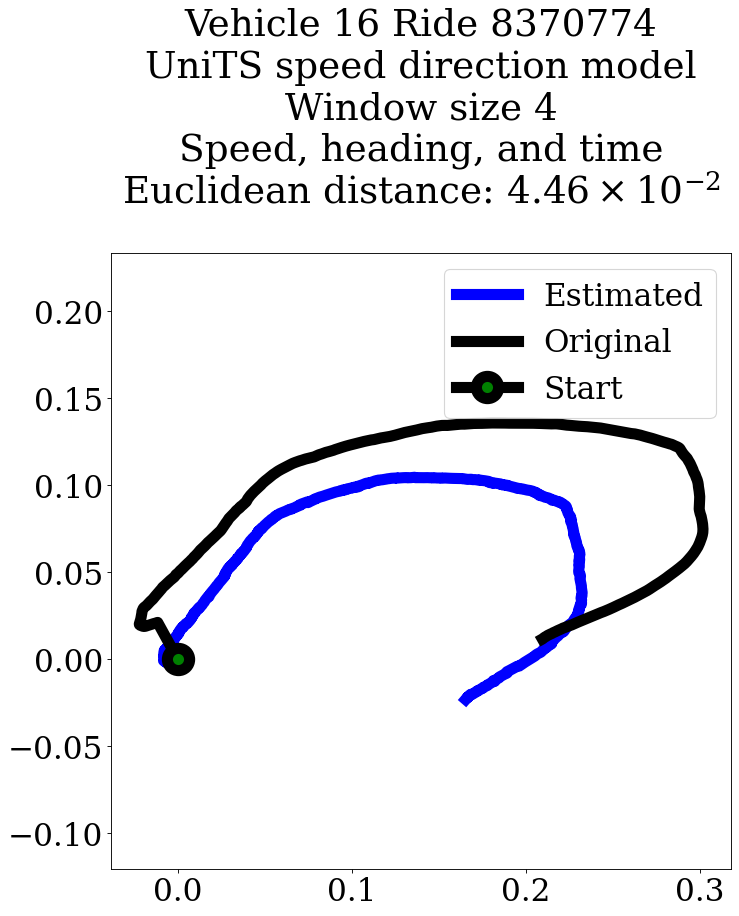 Vehicle 16 Ride 8370774
UniTS speed direction model
Window size 4
Speed, heading, and time
Euclidean distance: 4.46 × 10⁻²
Estimated
Original
Start
0.20
0.15
0.10
0.05
0.00
−0.05
−0.10
0.0 0.1 0.2 0.3